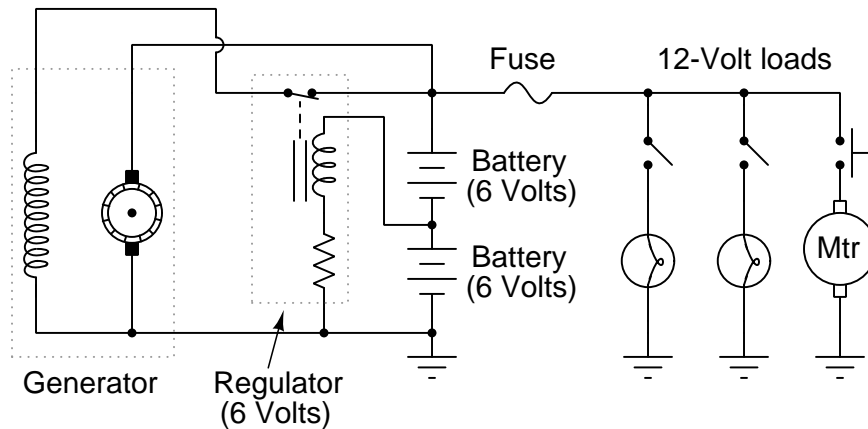 Fuse
12-Volt loads
Battery
(6 Volts)
Battery
(6 Volts)
Mtr
Generator
Regulator
(6 Volts)